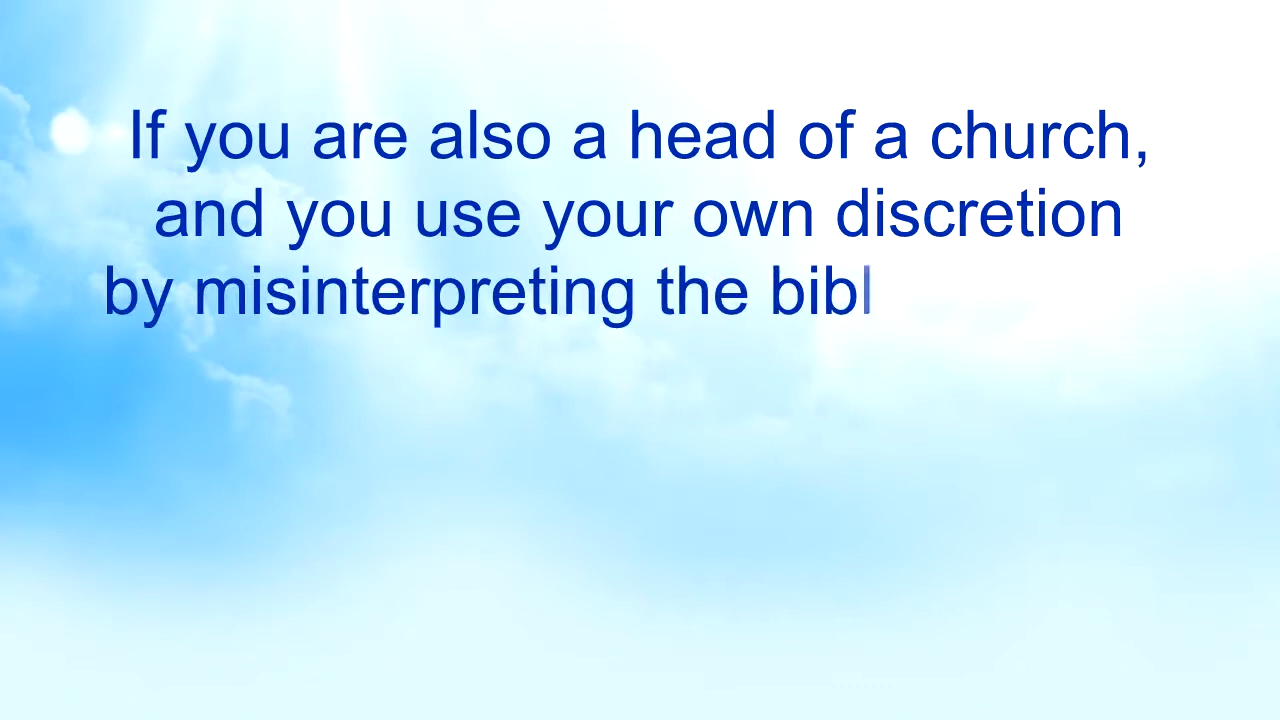 If you are also a head of a church,
and you use your own discretion
by misinterpreting the bibl